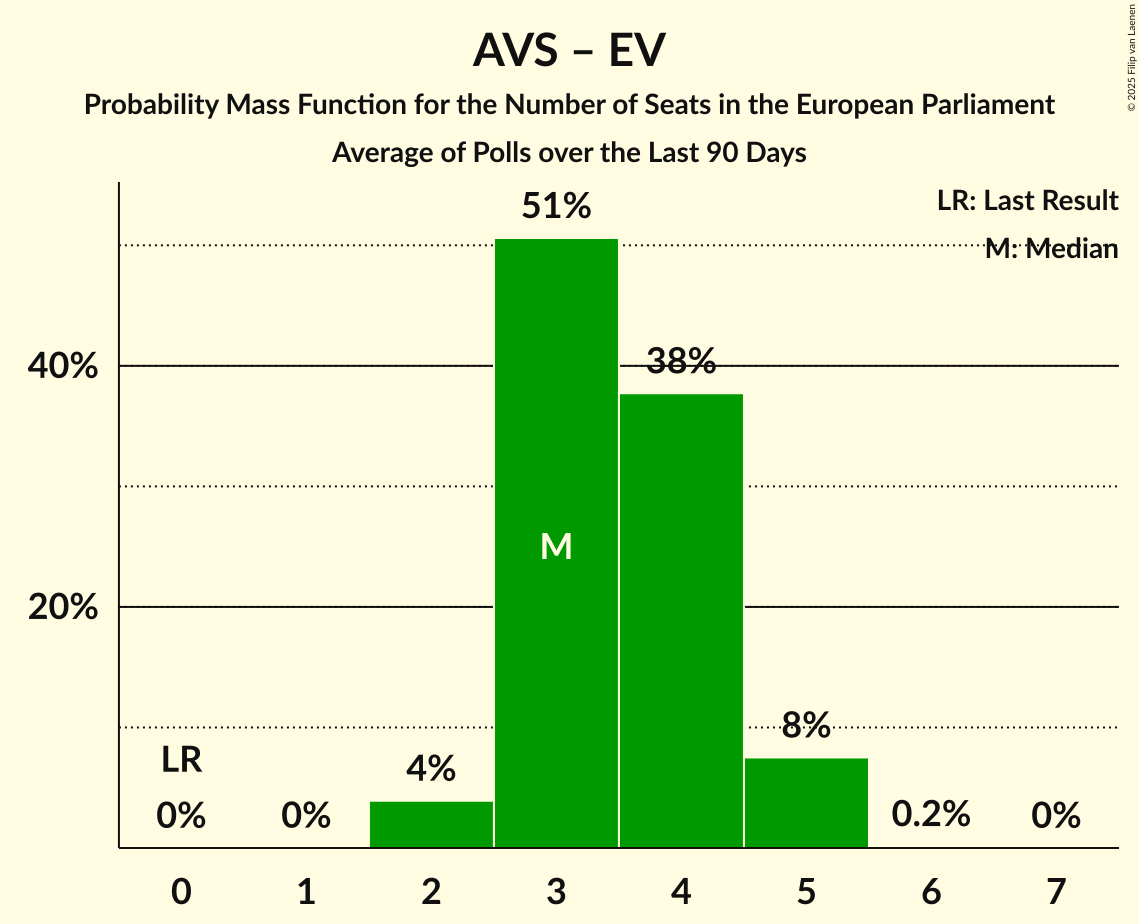 AVS – EV
Probability Mass Function for the Number of Seats in the European Parliament
Average of Polls over the Last 90 Days
© 2025 Filip van Laenen
LR: Last Result
M: Median
51%
40%
38%
M
20%
8%
LR
4%
0%
0%
0.2%
0%
0 1 2 3 4 5 6 7